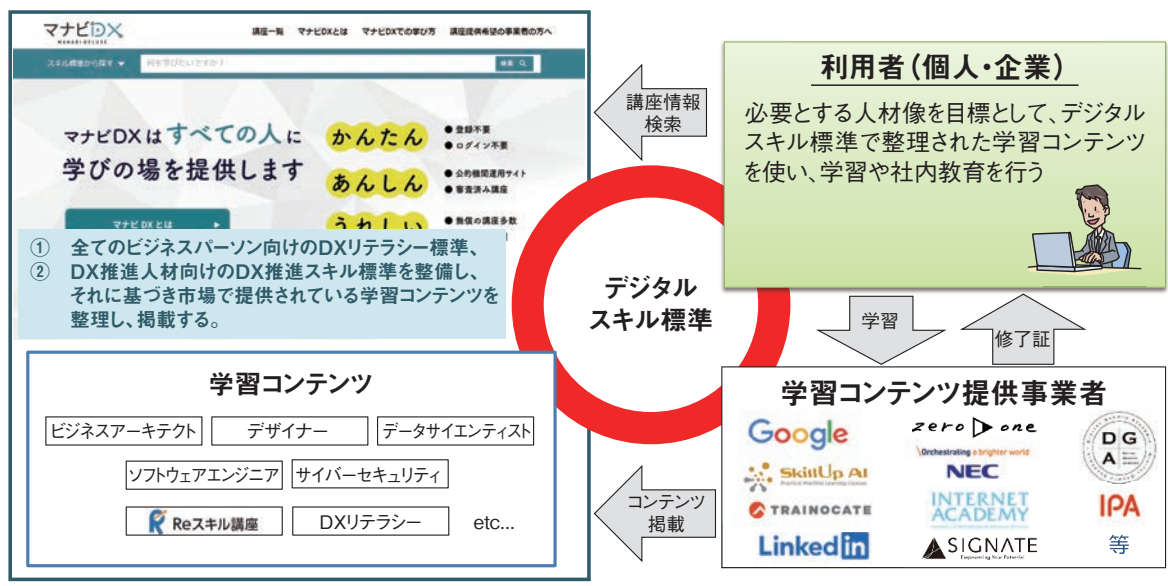 マナビDX
MANABI-DELUXE
講座一覧 マナビDXとは マナビDXでの学び方 講座提供希望の事業者の方へ
スキル標準から探す 何を学びたいですか?
検索
マナビDXはすべての人に
学びの場を提供します
マナビDXとは
かんたん
● 登録不要
● ログイン不要
あんしん
● 公的機関運用サイト
● 審査済み講座
うれしい
● 無償の講座多数
① 全てのビジネスパーソン向けのDXリテラシー標準、
② DX推進人材向けのDX推進スキル標準を整備し、
それに基づき市場で提供されている学習コンテンツを
整理し、掲載する。
学習コンテンツ
ビジネスアーキテクト デザイナー データサイエンティスト
ソフトウェアエンジニア サイバーセキュリティ
Reスキル講座 DXリテラシー etc...
講座情報
検索
デジタル
スキル標準
コンテンツ
掲載
利用者(個人・企業)
必要とする人材像を目標として、デジタル
スキル標準で整理された学習コンテンツ
を使い、学習や社内教育を行う
学習
修了証
学習コンテンツ提供事業者
Google
zero one
DG
A
SkillUp AI
Practical Machine Learning Courses
\Orchestrating a brighter world
NEC
TRAINOCATE
INTERNET
ACADEMY
IPA
Linked in
SIGNATE
Empowering Your Potential
等